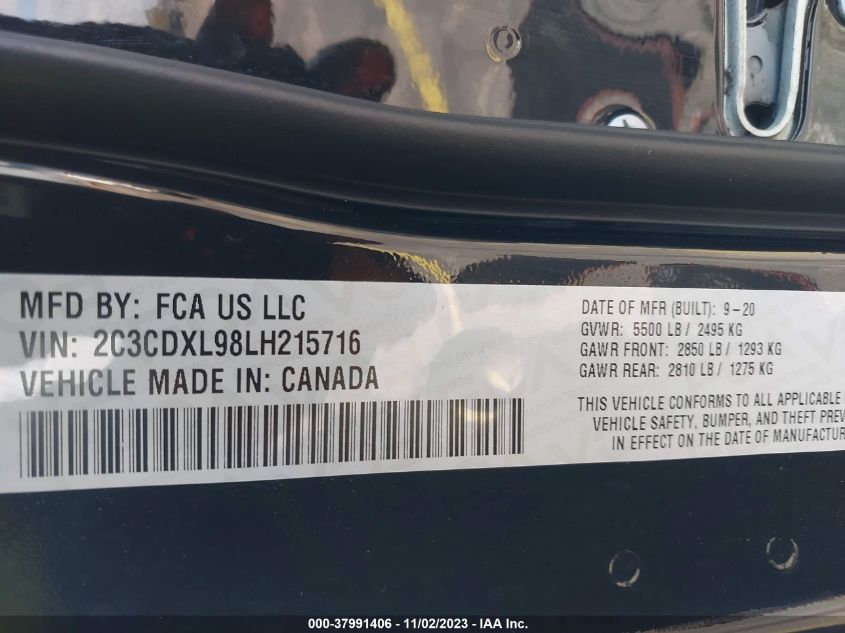 MFD BY: FCA US LLC
VIN: 2C3CDXL98LH215716
VEHICLE MADE IN: CANADA
DATE OF MFR (BUILT): 9-20
GVWR: 5500 LB / 2495 KG
GAWR FRONT: 2850 LB / 1293 KG
GAWR REAR: 2810 LB / 1275 KG
THIS VEHICLE CONFORMS TO ALL APPLICABLE
VEHICLE SAFETY, BUMPER, AND THEFT PREV
IN EFFECT ON THE DATE OF MANUFACTUR
000-37991406 - 11/02/2023 - IAA Inc.